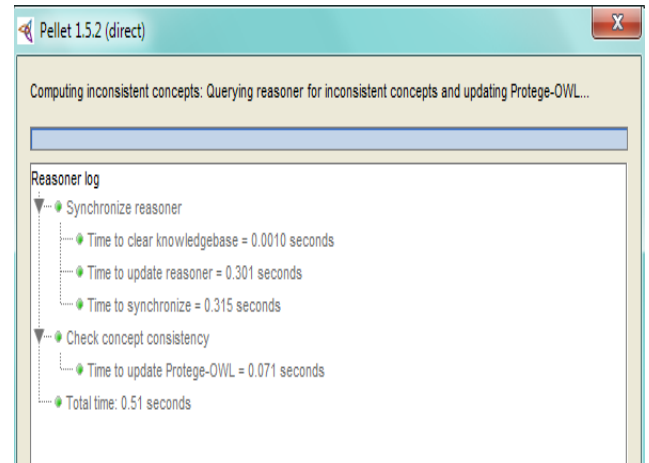 Pellet 1.5.2 (direct)
X
Computing inconsistent concepts: Querying reasoner for inconsistent concepts and updating Protege-OWL...
Reasoner log
Synchronize reasoner
Time to clear knowledgebase = 0.0010 seconds
Time to update reasoner = 0.301 seconds
Time to synchronize = 0.315 seconds
Check concept consistency
Time to update Protege-OWL = 0.071 seconds
Total time: 0.51 seconds